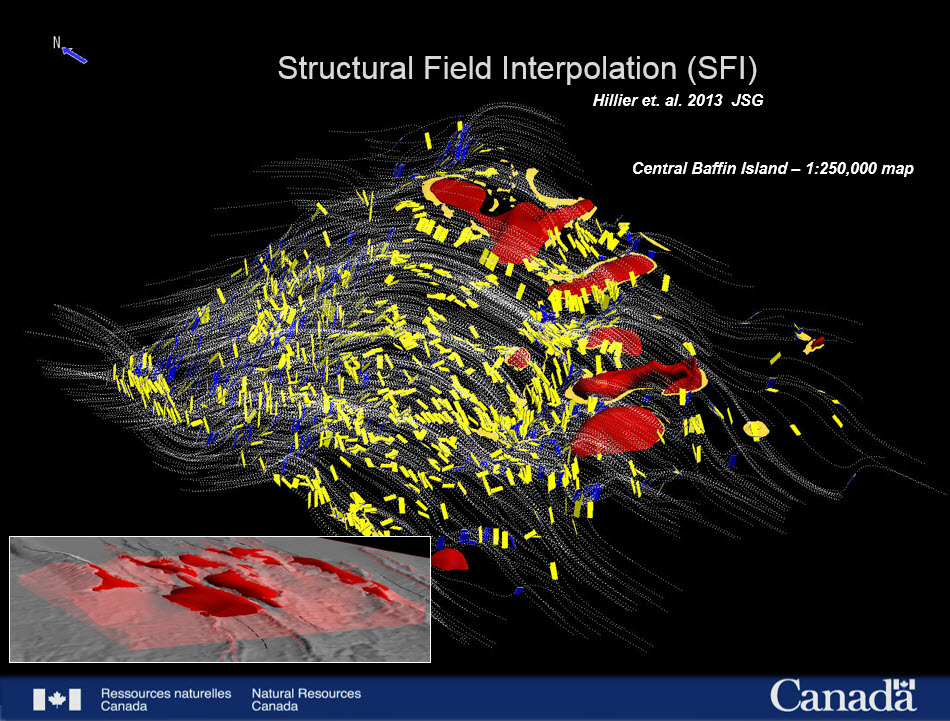 N
Structural Field Interpolation (SFI)
Hillier et. al. 2013 JSG
Central Baffin Island – 1:250,000 map
Ressources naturelles
Canada
Natural Resources
Canada
Canada